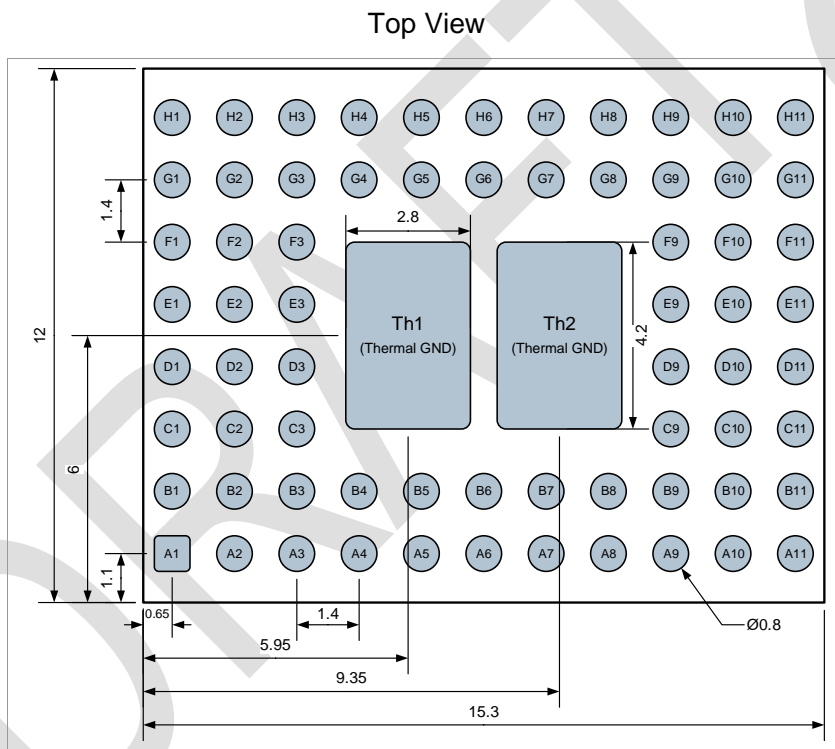 Top View
H1 H2 H3 H4 H5 H6 H7 H8 H9 H10 H11
G1 G2 G3 G4 G5 G6 G7 G8 G9 G10 G11
1.4
2.8
F1 F2 F3 F9 F10 F11
E1 E2 E3 E9 E10 E11
Th1
(Thermal GND)
Th2
(Thermal GND)
4.2
12
D1 D2 D3 D9 D10 D11
C1 C2 C3 C9 C10 C11
6
B1 B2 B3 B4 B5 B6 B7 B8 B9 B10 B11
A1 A2 A3 A4 A5 A6 A7 A8 A9 A10 A11
1.1
0.65
1.4
Ø0.8
5.95
9.35
15.3